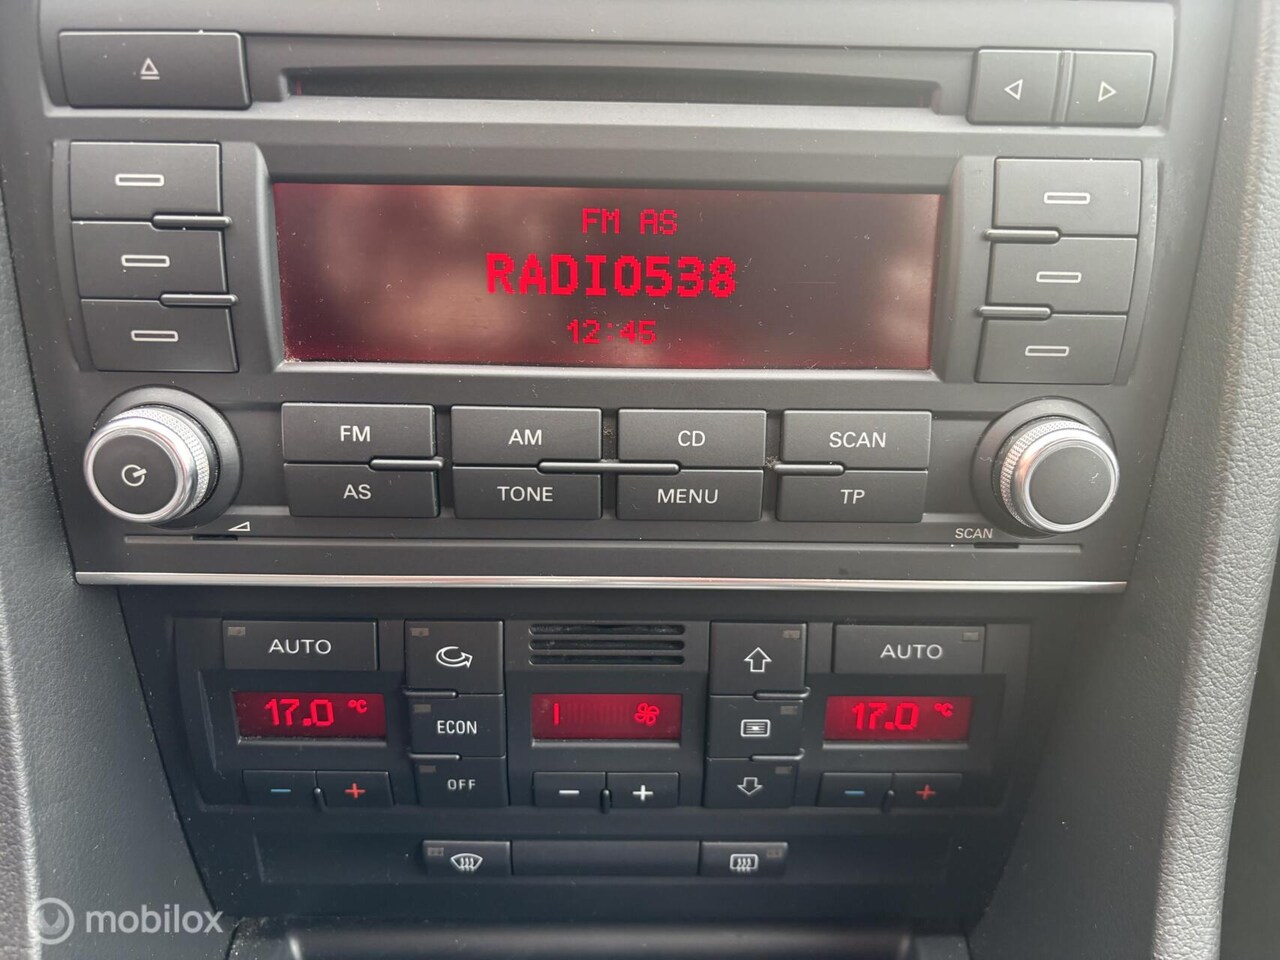 FM AS
RADIO538
12:45
FM AM CD SCAN
AS TONE MENU TP
SCAN
AUTO AUTO
17.0 °C 17.0 °C
ECON
OFF
- + - + - +
mobilox